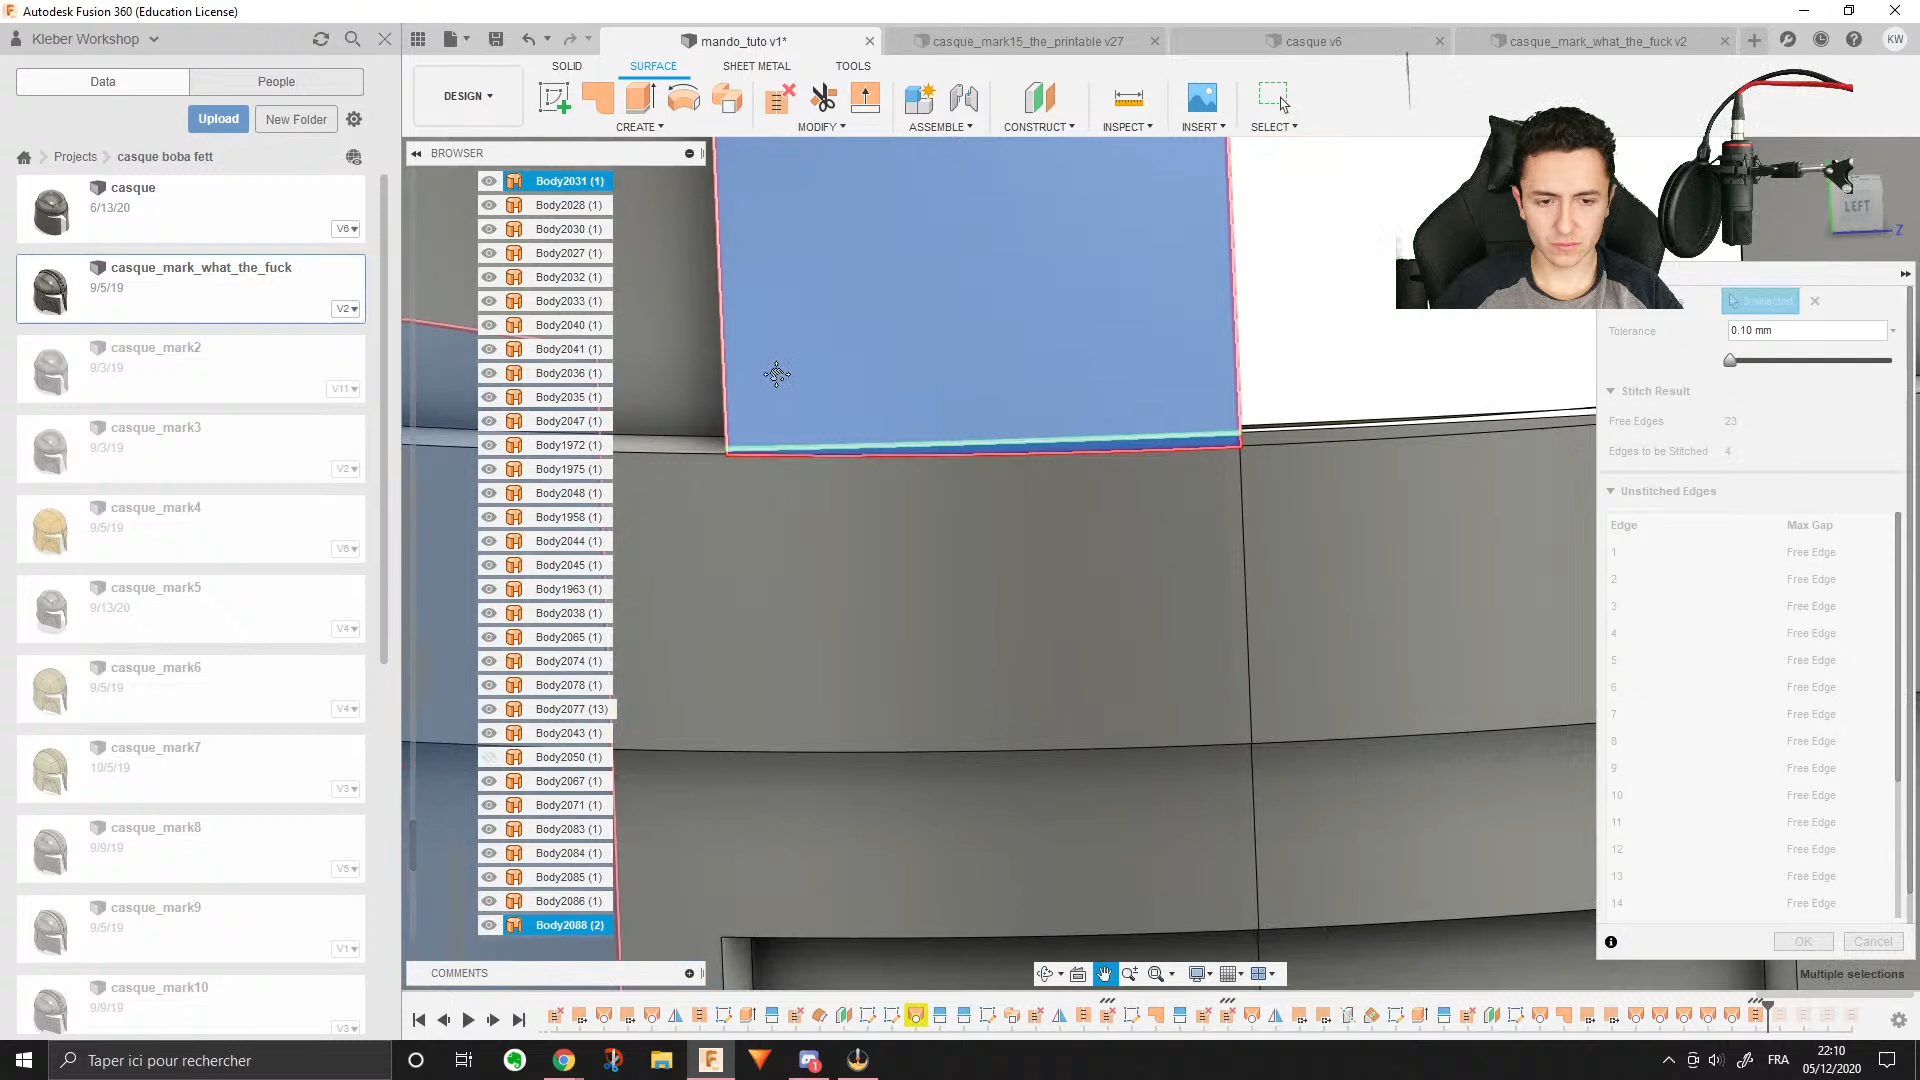 Autodesk Fusion 360 (Education License)
Kleber Workshop
mando_tuto v1*
casque_mark15_the_printable v27
casque v6
casque_mark_what_the_fuck v2
KW
SOLID
SURFACE
SHEET METAL
TOOLS
Data
People
DESIGN
Upload
New Folder
CREATE
MODIFY
ASSEMBLE
CONSTRUCT
INSPECT
INSERT
SELECT
Projects
casque boba fett
BROWSER
casque
6/13/20
V6
casque_mark_what_the_fuck
9/5/19
V2
casque_mark2
9/3/19
V11
casque_mark3
9/3/19
V2
casque_mark4
9/5/19
V6
casque_mark5
9/13/20
V4
casque_mark6
9/5/19
V4
casque_mark7
10/5/19
V3
casque_mark8
9/9/19
V5
casque_mark9
9/5/19
V1
casque_mark10
9/9/19
V3
Body2031 (1)
Body2028 (1)
Body2030 (1)
Body2027 (1)
Body2032 (1)
Body2033 (1)
Body2040 (1)
Body2041 (1)
Body2036 (1)
Body2035 (1)
Body2047 (1)
Body1972 (1)
Body1975 (1)
Body2048 (1)
Body1958 (1)
Body2044 (1)
Body2045 (1)
Body1963 (1)
Body2038 (1)
Body2065 (1)
Body2074 (1)
Body2078 (1)
Body2077 (13)
Body2043 (1)
Body2050 (1)
Body2067 (1)
Body2071 (1)
Body2083 (1)
Body2084 (1)
Body2085 (1)
Body2086 (1)
Body2088 (2)
COMMENTS
LEFT
Z
3 selected
Tolerance
0.10 mm
Stitch Result
Free Edges 23
Edges to be Stitched 4
Unstitched Edges
Edge Max Gap
1 Free Edge
2 Free Edge
3 Free Edge
4 Free Edge
5 Free Edge
6 Free Edge
7 Free Edge
8 Free Edge
9 Free Edge
10 Free Edge
11 Free Edge
12 Free Edge
13 Free Edge
14 Free Edge
OK
Cancel
Multiple selections
Taper ici pour rechercher
1
FRA
22:10
05/12/2020